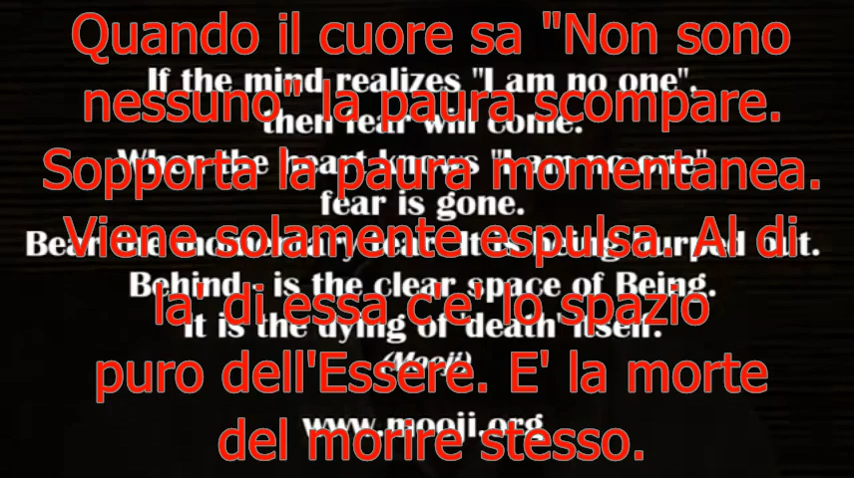 Quando il cuore sa "Non sono
If the mind realizes "I am no one",
nessuno" la paura scompare.
then fear will come.
When the heart knows "I am no one"
Sopporta la paura momentanea.
fear is gone.
Viene solamente espulsa. Al di
Bear the momentary fear. It is being burped out.
Behind is the clear space of Being.
la' di essa c'e' lo spazio
It is the dying of 'death' itself.
(Mooji)
puro dell'Essere. E' la morte
www.mooji.org
del morire stesso.